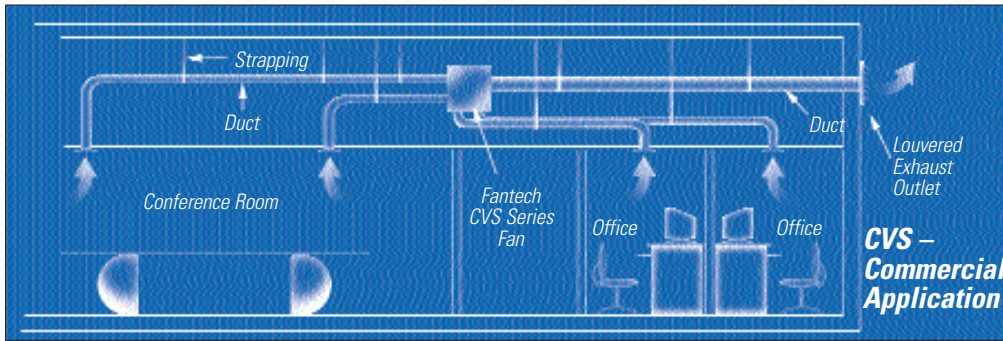 Strapping
Duct
Duct
Louvered
Exhaust
Outlet
Conference Room
Fantech
CVS Series
Fan
Office
Office
CVS –
Commercial
Application